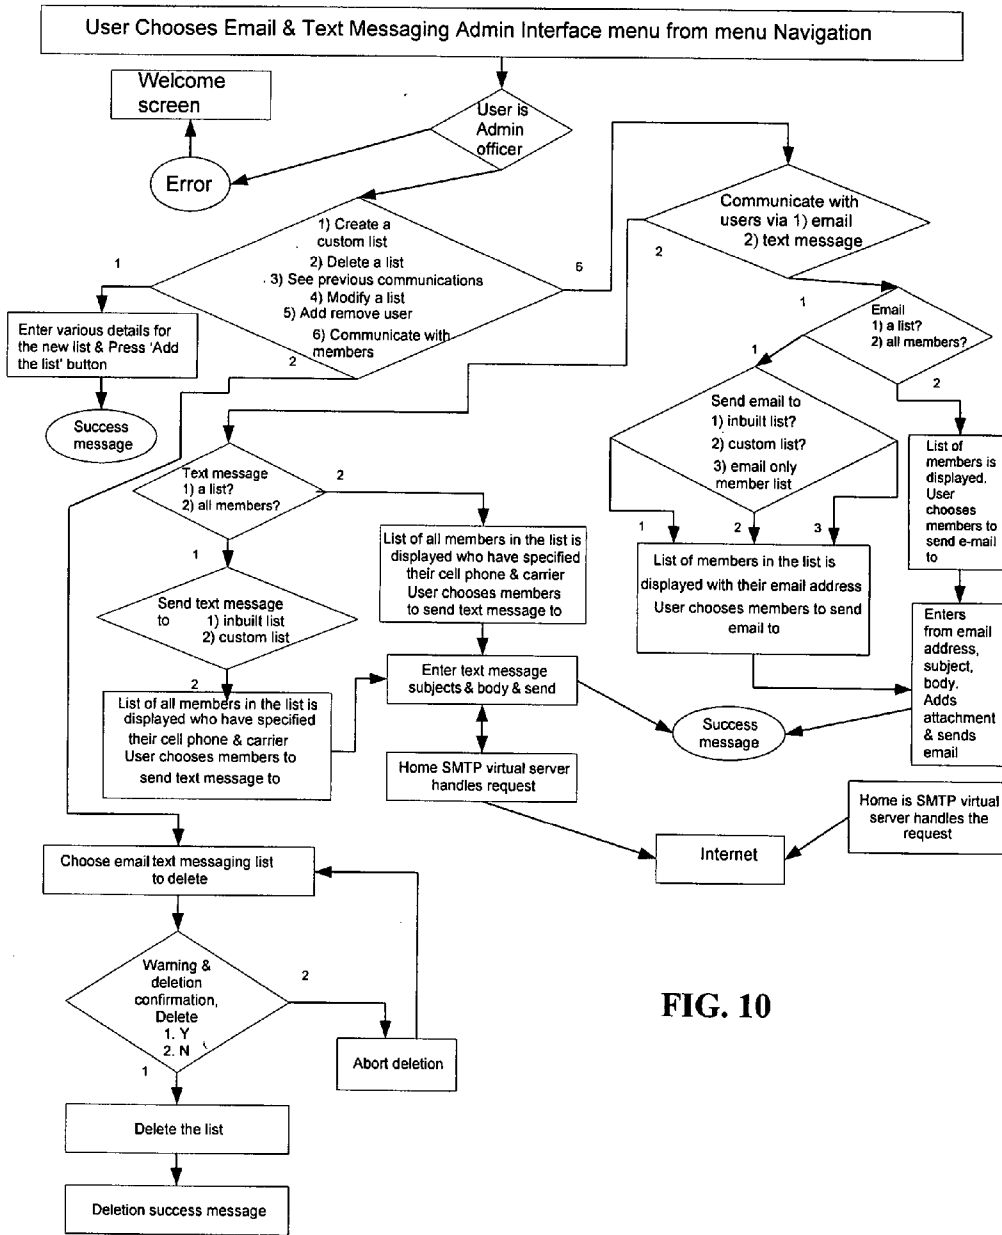 User Chooses Email & Text Messaging Admin Interface menu from menu Navigation
Welcome
screen
User is
Admin
officer
Error
1) Create a
custom list
2) Delete a list
3) See previous communications
4) Modify a list
5) Add remove user
6) Communicate with
members
1
2
6
Communicate with
users via 1) email
2) text message
2
1
Enter various details for
the new list & Press 'Add
the list' button
Success
message
Email
1) a list?
2) all members?
1
2
Send email to
1) inbuilt list?
2) custom list?
3) email only
member list
1
2
3
List of
members is
displayed.
User
chooses
members to
send e-mail
to
Text message
1) a list?
2) all members?
2
1
List of all members in the list is
displayed who have specified
their cell phone & carrier
User chooses members
to send text message to
List of members in the list is
displayed with their email address
User chooses members to send
email to
Send text message
to 1) inbuilt list
2) custom list
2
Enters
from email
address,
subject,
body.
Adds
attachment
& sends
email
Enter text message
subjects & body & send
List of all members in the list is
displayed who have specified
their cell phone & carrier
User chooses members to
send text message to
Success
message
Home SMTP virtual server
handles request
Home is SMTP virtual
server handles the
request
Internet
Choose email text messaging list
to delete
Warning &
deletion
confirmation,
Delete
1. Y
2. N
2
1
Abort deletion
Delete the list
Deletion success message
FIG. 10